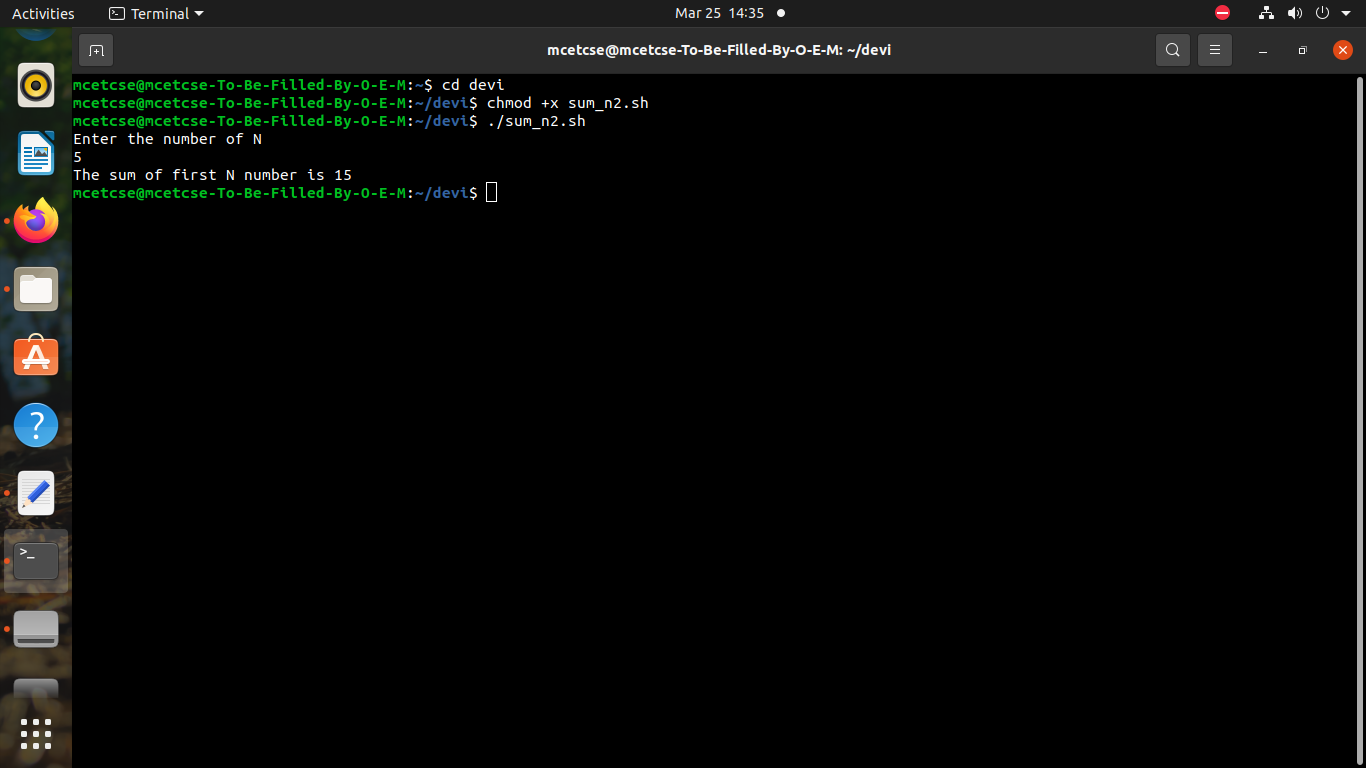 Activities Terminal Mar 25 14:35
mcetcse@mcetcse-To-Be-Filled-By-O-E-M: ~/devi
mcetcse@mcetcse-To-Be-Filled-By-O-E-M:~$ cd devi
mcetcse@mcetcse-To-Be-Filled-By-O-E-M:~/devi$ chmod +x sum_n2.sh
mcetcse@mcetcse-To-Be-Filled-By-O-E-M:~/devi$ ./sum_n2.sh
Enter the number of N
5
The sum of first N number is 15
mcetcse@mcetcse-To-Be-Filled-By-O-E-M:~/devi$